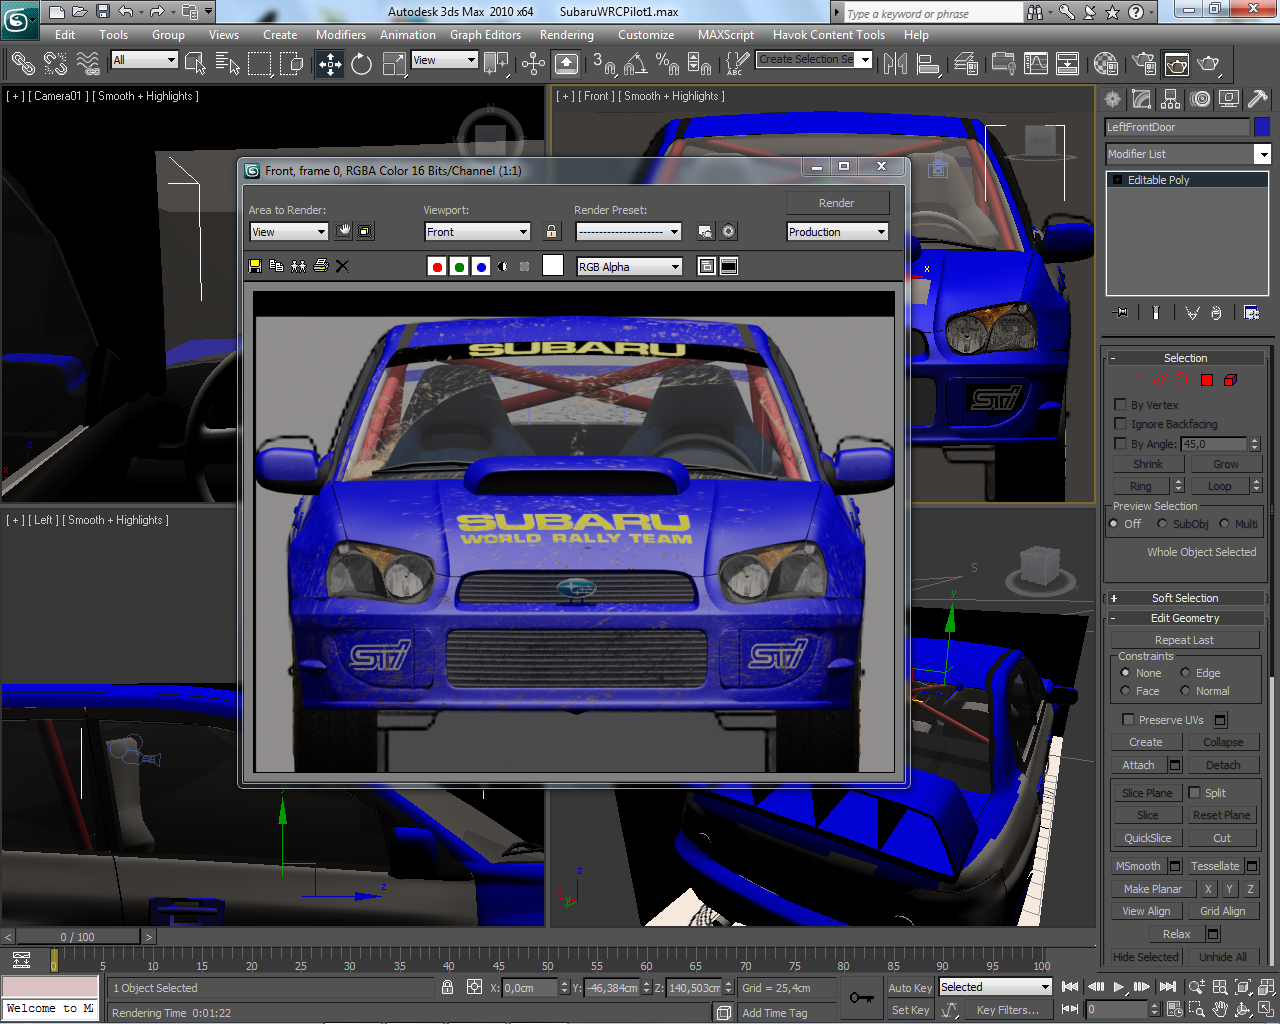 Autodesk 3ds Max 2010 x64 SubaruWRCPilot1.max
Type a keyword or phrase
Edit Tools Group Views Create Modifiers Animation Graph Editors Rendering Customize MAXScript Havok Content Tools Help
All View 3 Create Selection Se
[ + ] [ Camera01 ] [ Smooth + Highlights ]
[ + ] [ Front ] [ Smooth + Highlights ]
LeftFrontDoor
Modifier List
Editable Poly
Front, frame 0, RGBA Color 16 Bits/Channel (1:1)
Area to Render: Viewport: Render Preset: Render
View Front Production
RGB Alpha
SUBARU
SUBARU
WORLD RALLY TEAM
STi STi
STi
Selection
By Vertex
Ignore Backfacing
By Angle: 45,0
Shrink Grow
Ring Loop
Preview Selection
Off SubObj Multi
Whole Object Selected
Soft Selection
Edit Geometry
Repeat Last
Constraints
None Edge
Face Normal
Preserve UVs
Create Collapse
Attach Detach
Slice Plane Split
Slice Reset Plane
QuickSlice Cut
MSmooth Tessellate
Make Planar X Y Z
View Align Grid Align
Relax
Hide Selected Unhide All
[ + ] [ Left ] [ Smooth + Highlights ]
0 / 100
0 5 10 15 20 25 30 35 40 45 50 55 60 65 70 75 80 85 90 95 100
1 Object Selected X: 0,0cm Y: -46,384cm Z: 140,503cm Grid = 25,4cm Auto Key Selected
Welcome to M
Rendering Time 0:01:22 Add Time Tag Set Key Key Filters... 0